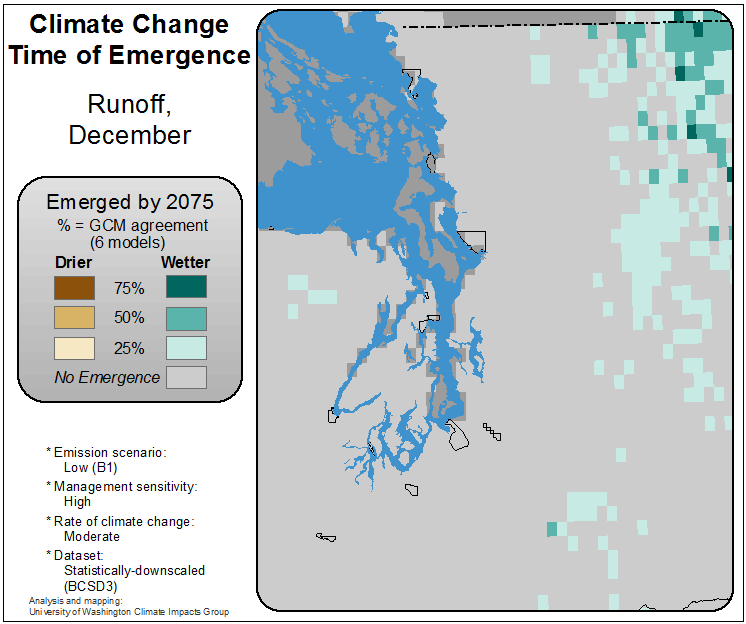 Climate Change
Time of Emergence
Runoff,
December
Emerged by 2075
% = GCM agreement
(6 models)
Drier Wetter
75%
50%
25%
No Emergence
* Emission scenario:
Low (B1)
* Management sensitivity:
High
* Rate of climate change:
Moderate
* Dataset:
Statistically-downscaled
(BCSD3)
Analysis and mapping:
University of Washington Climate Impacts Group